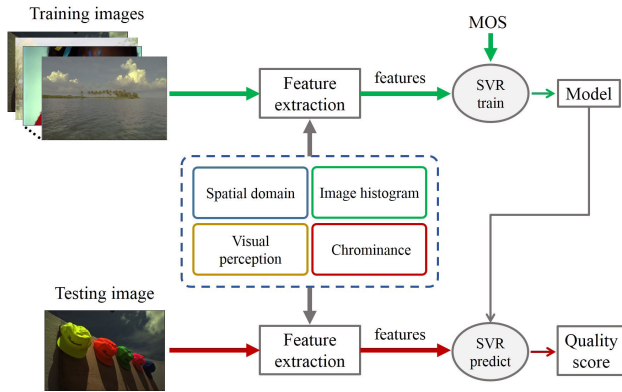 Training images
MOS
Feature
extraction
features
SVR
train
Model
Spatial domain
Image histogram
Visual
perception
Chrominance
Testing image
Feature
extraction
features
SVR
predict
Quality
score